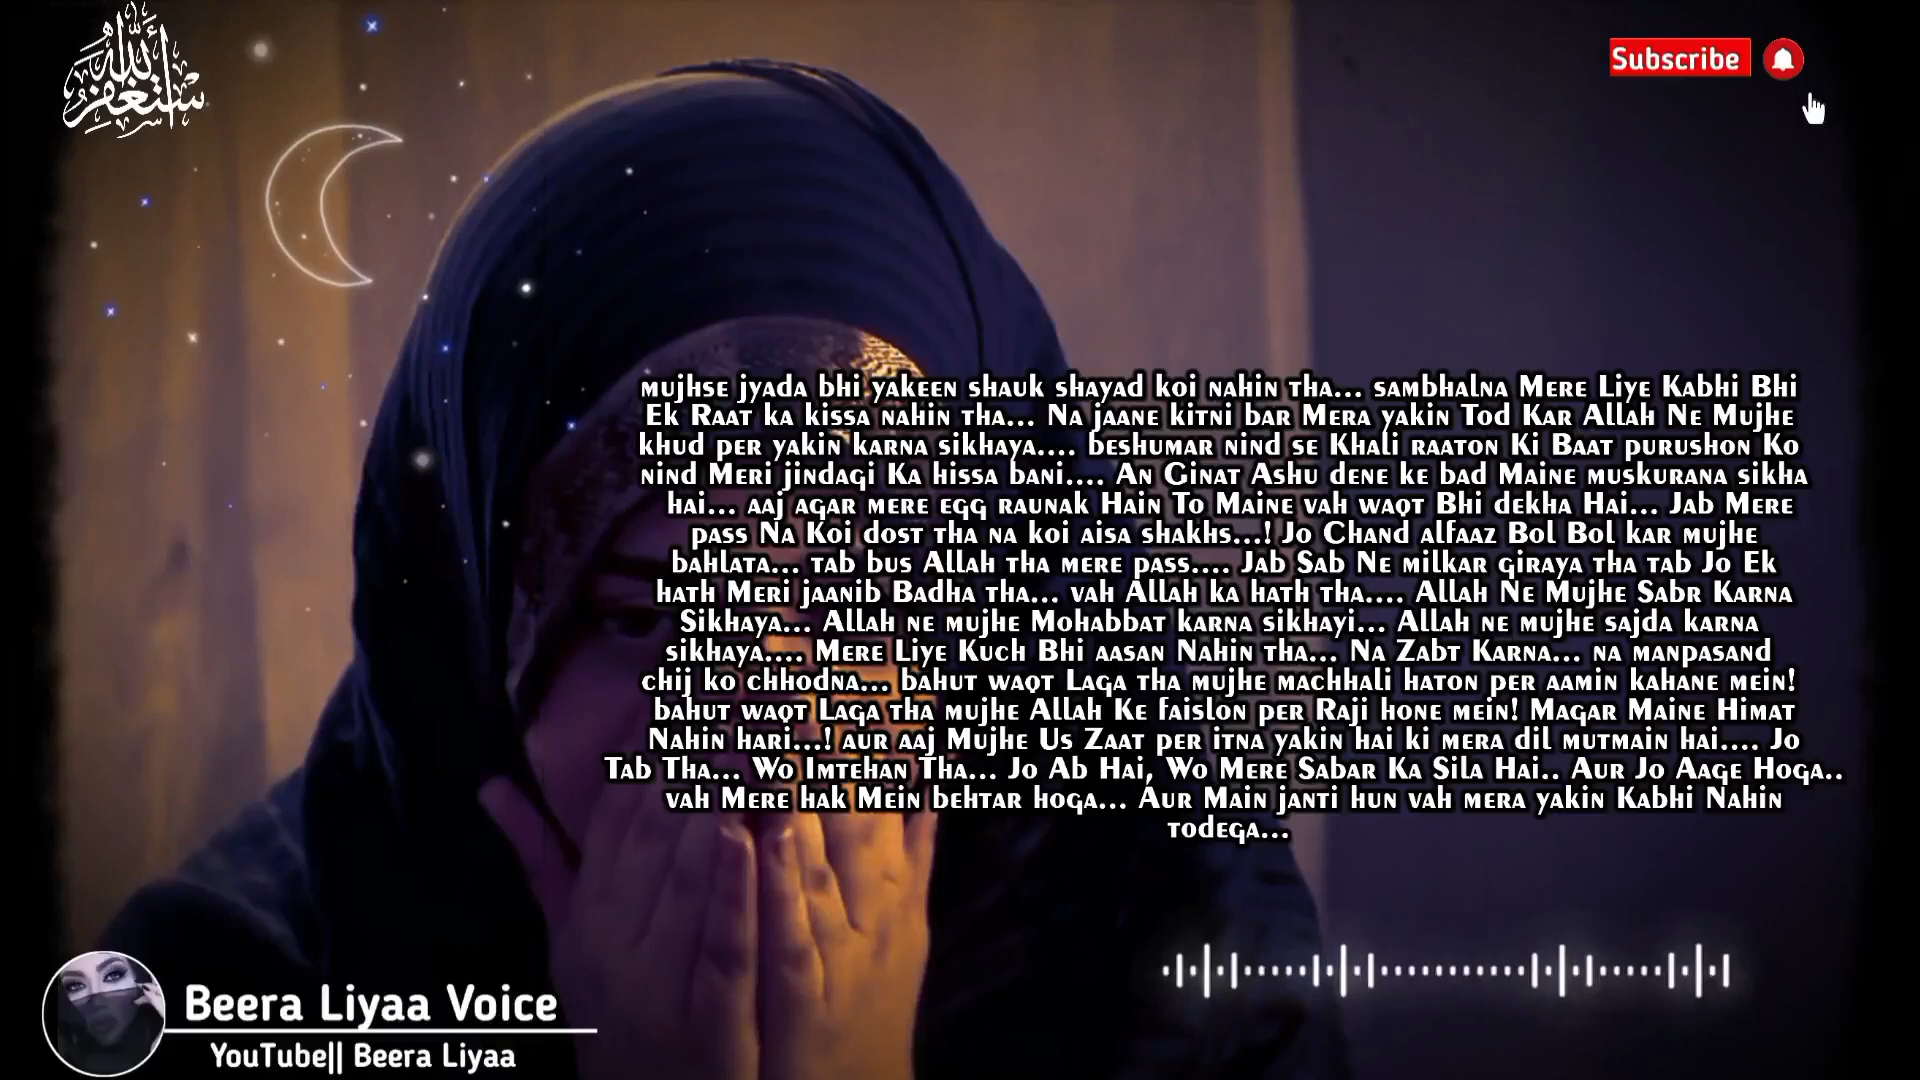 أستغفر الله
Subscribe
mujhse jyada bhi yakeen shauk shayad koi nahin tha... sambhalna Mere Liye Kabhi Bhi
Ek Raat ka kissa nahin tha... Na jaane kitni bar Mera yakin Tod Kar Allah Ne Mujhe
khud per yakin karna sikhaya.... beshumar nind se Khali raaton Ki Baat purushon Ko
nind Meri jindagi Ka hissa bani.... An Ginat Ashu dene ke bad Maine muskurana sikha
hai... aaj agar mere egg raunak Hain To Maine vah waqt Bhi dekha Hai... Jab Mere
pass Na Koi dost tha na koi aisa shakhs...! Jo Chand alfaaz Bol Bol kar mujhe
bahlata... tab bus Allah tha mere pass.... Jab Sab Ne milkar giraya tha tab Jo Ek
hath Meri jaanib Badha tha... vah Allah ka hath tha.... Allah Ne Mujhe Sabr Karna
Sikhaya... Allah ne mujhe Mohabbat karna sikhayi... Allah ne mujhe sajda karna
sikhaya.... Mere Liye Kuch Bhi aasan Nahin tha... Na Zabt Karna... na manpasand
chij ko chhodna... bahut waqt Laga tha mujhe machhali haton per aamin kahane mein!
bahut waqt Laga tha mujhe Allah Ke faislon per Raji hone mein! Magar Maine Himat
Nahin hari...! aur aaj Mujhe Us Zaat per itna yakin hai ki mera dil mutmain hai.... Jo
Tab Tha... Wo Imtehan Tha... Jo Ab Hai, Wo Mere Sabar Ka Sila Hai.. Aur Jo Aage Hoga..
vah Mere hak Mein behtar hoga... Aur Main janti hun vah mera yakin Kabhi Nahin
todega...
Beera Liyaa Voice
YouTube|| Beera Liyaa